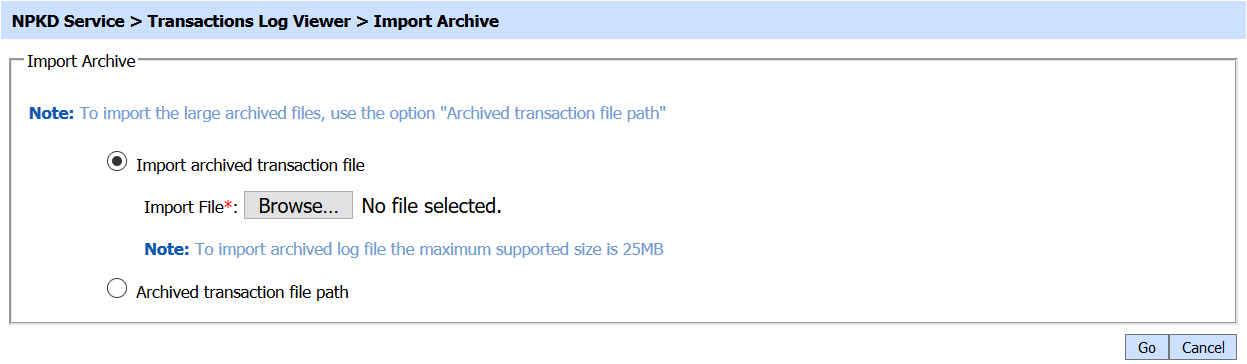 NPKD Service > Transactions Log Viewer > Import Archive
Import Archive
Note: To import the large archived files, use the option "Archived transaction file path"
Import archived transaction file
Import File*: Browse... No file selected.
Note: To import archived log file the maximum supported size is 25MB
Archived transaction file path
Go Cancel